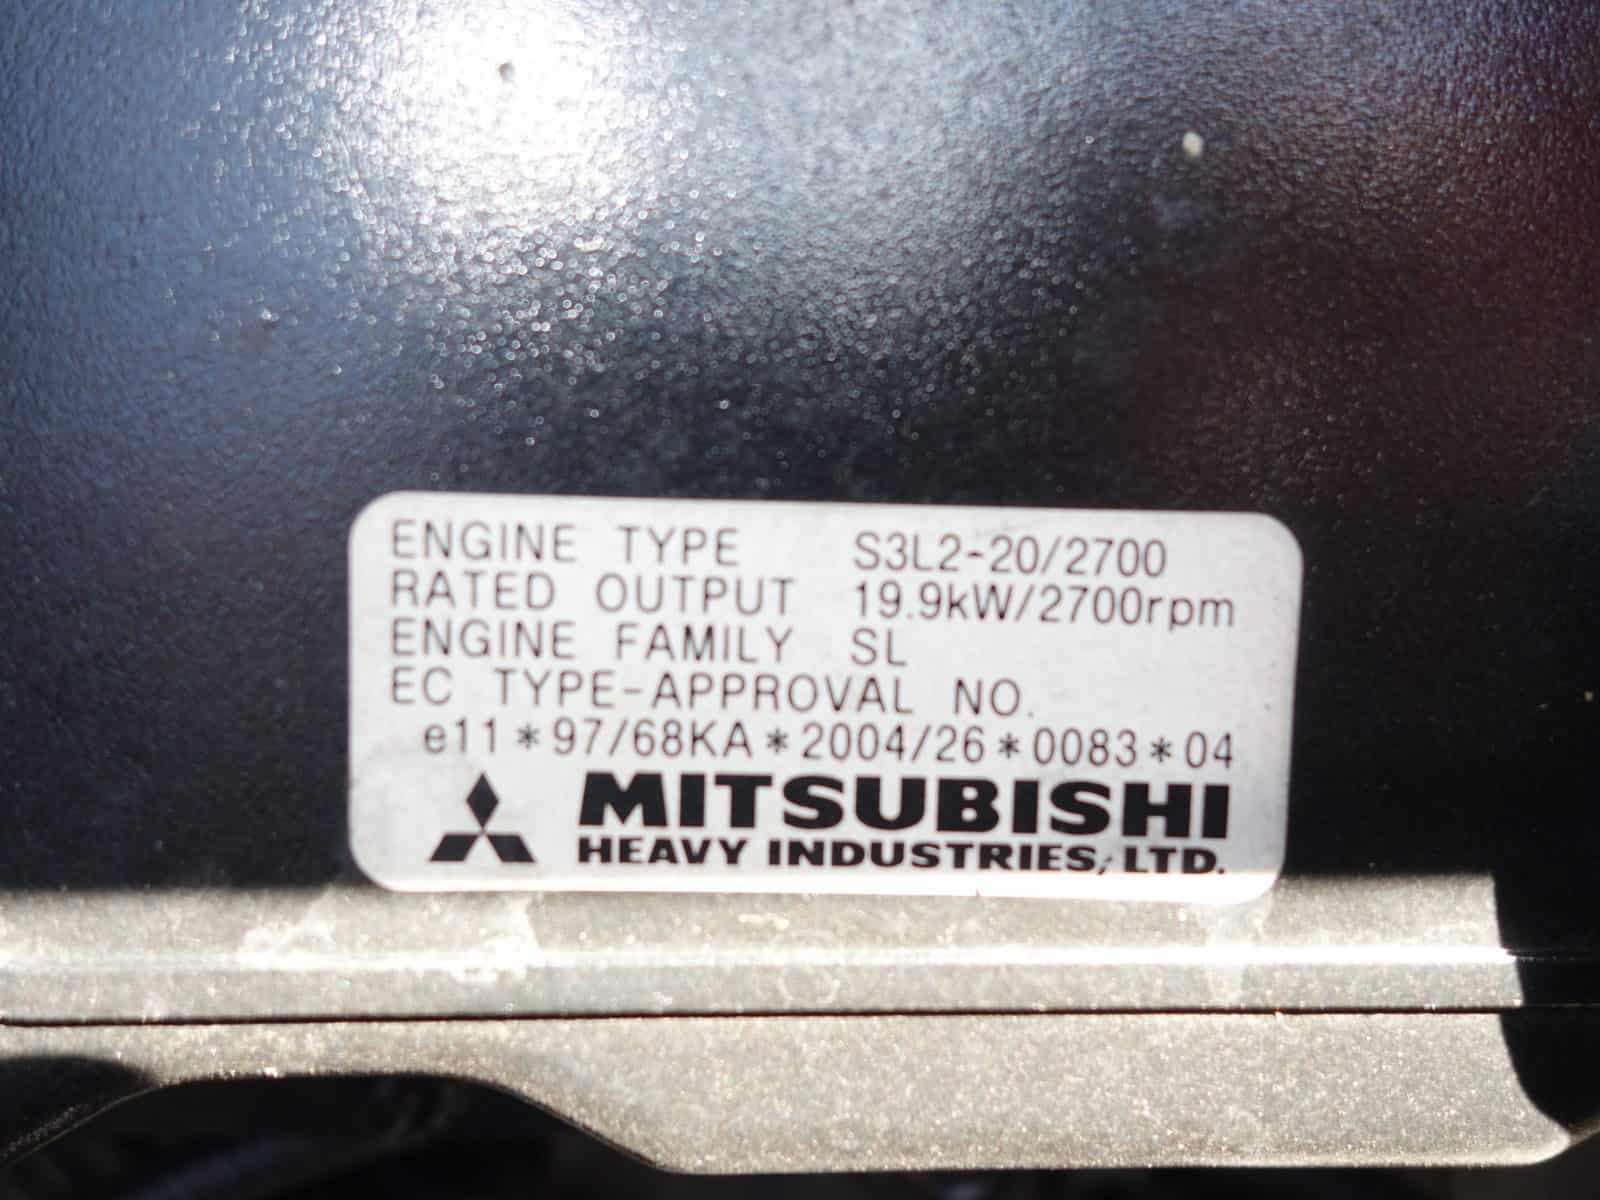 ENGINE TYPE S3L2-20/2700
RATED OUTPUT 19.9kW/2700rpm
ENGINE FAMILY SL
EC TYPE-APPROVAL NO.
e11*97/68KA*2004/26*0083*04
MITSUBISHI
HEAVY INDUSTRIES, LTD.